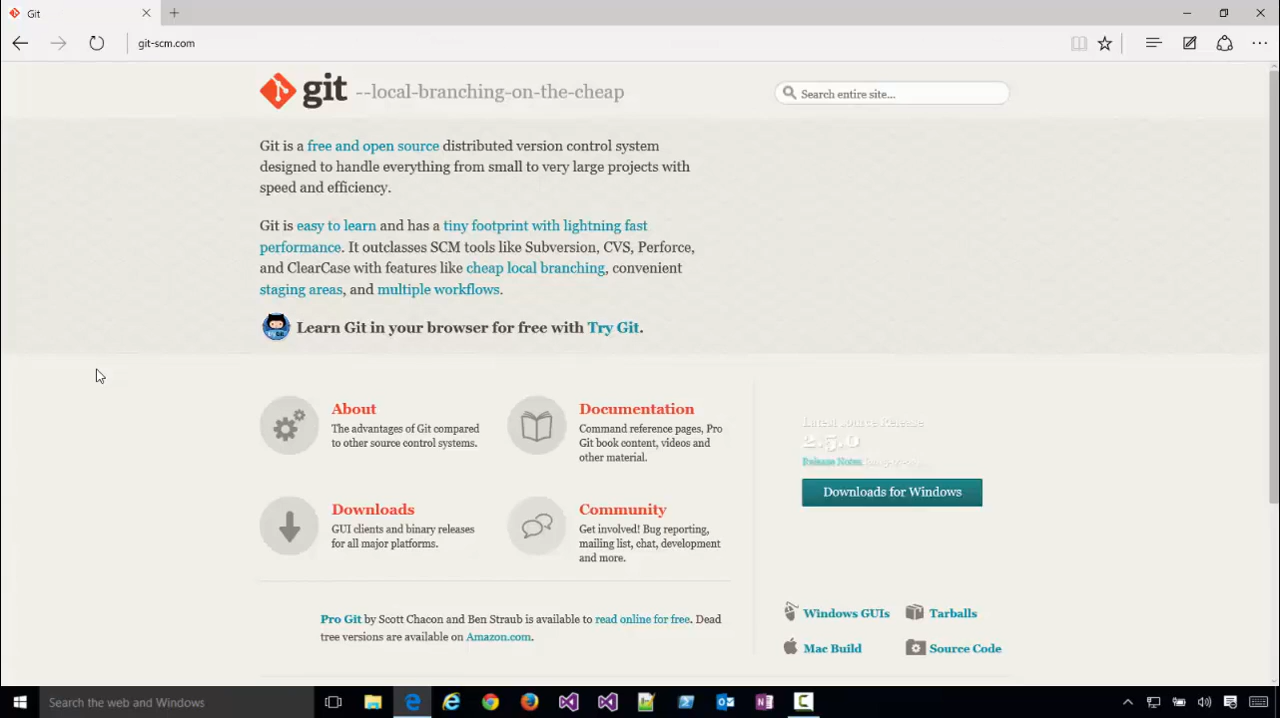 Git
git-scm.com
git --local-branching-on-the-cheap
Search entire site...
Git is a free and open source distributed version control system
designed to handle everything from small to very large projects with
speed and efficiency.
Git is easy to learn and has a tiny footprint with lightning fast
performance. It outclasses SCM tools like Subversion, CVS, Perforce,
and ClearCase with features like cheap local branching, convenient
staging areas, and multiple workflows.
Learn Git in your browser for free with Try Git.
About
The advantages of Git compared
to other source control systems.
Documentation
Command reference pages, Pro
Git book content, videos and
other material.
Downloads
GUI clients and binary releases
for all major platforms.
Community
Get involved! Bug reporting,
mailing list, chat, development
and more.
Pro Git by Scott Chacon and Ben Straub is available to read online for free. Dead
tree versions are available on Amazon.com.
Latest Source Release
2.5.0
Release Notes
Downloads for Windows
Windows GUIs
Tarballs
Mac Build
Source Code
Search the web and Windows